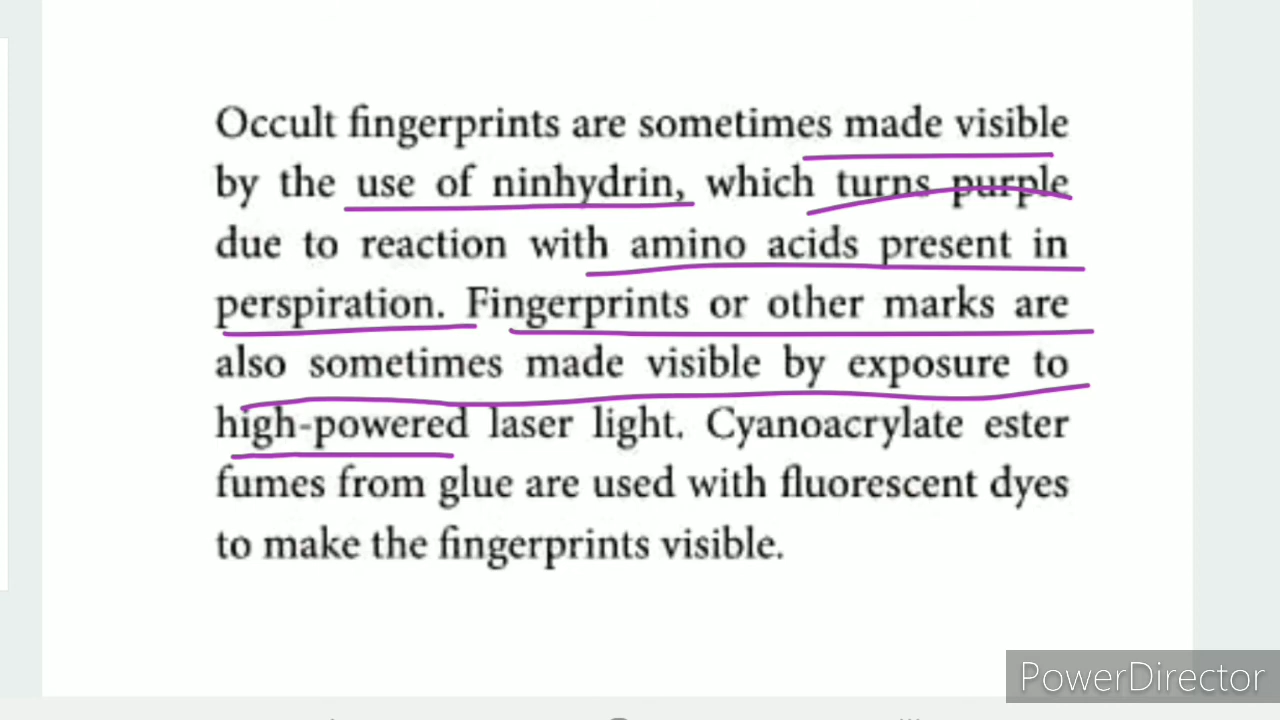 Occult fingerprints are sometimes made visible
by the use of ninhydrin, which turns purple
due to reaction with amino acids present in
perspiration. Fingerprints or other marks are
also sometimes made visible by exposure to
high-powered laser light. Cyanoacrylate ester
fumes from glue are used with fluorescent dyes
to make the fingerprints visible.
PowerDirector